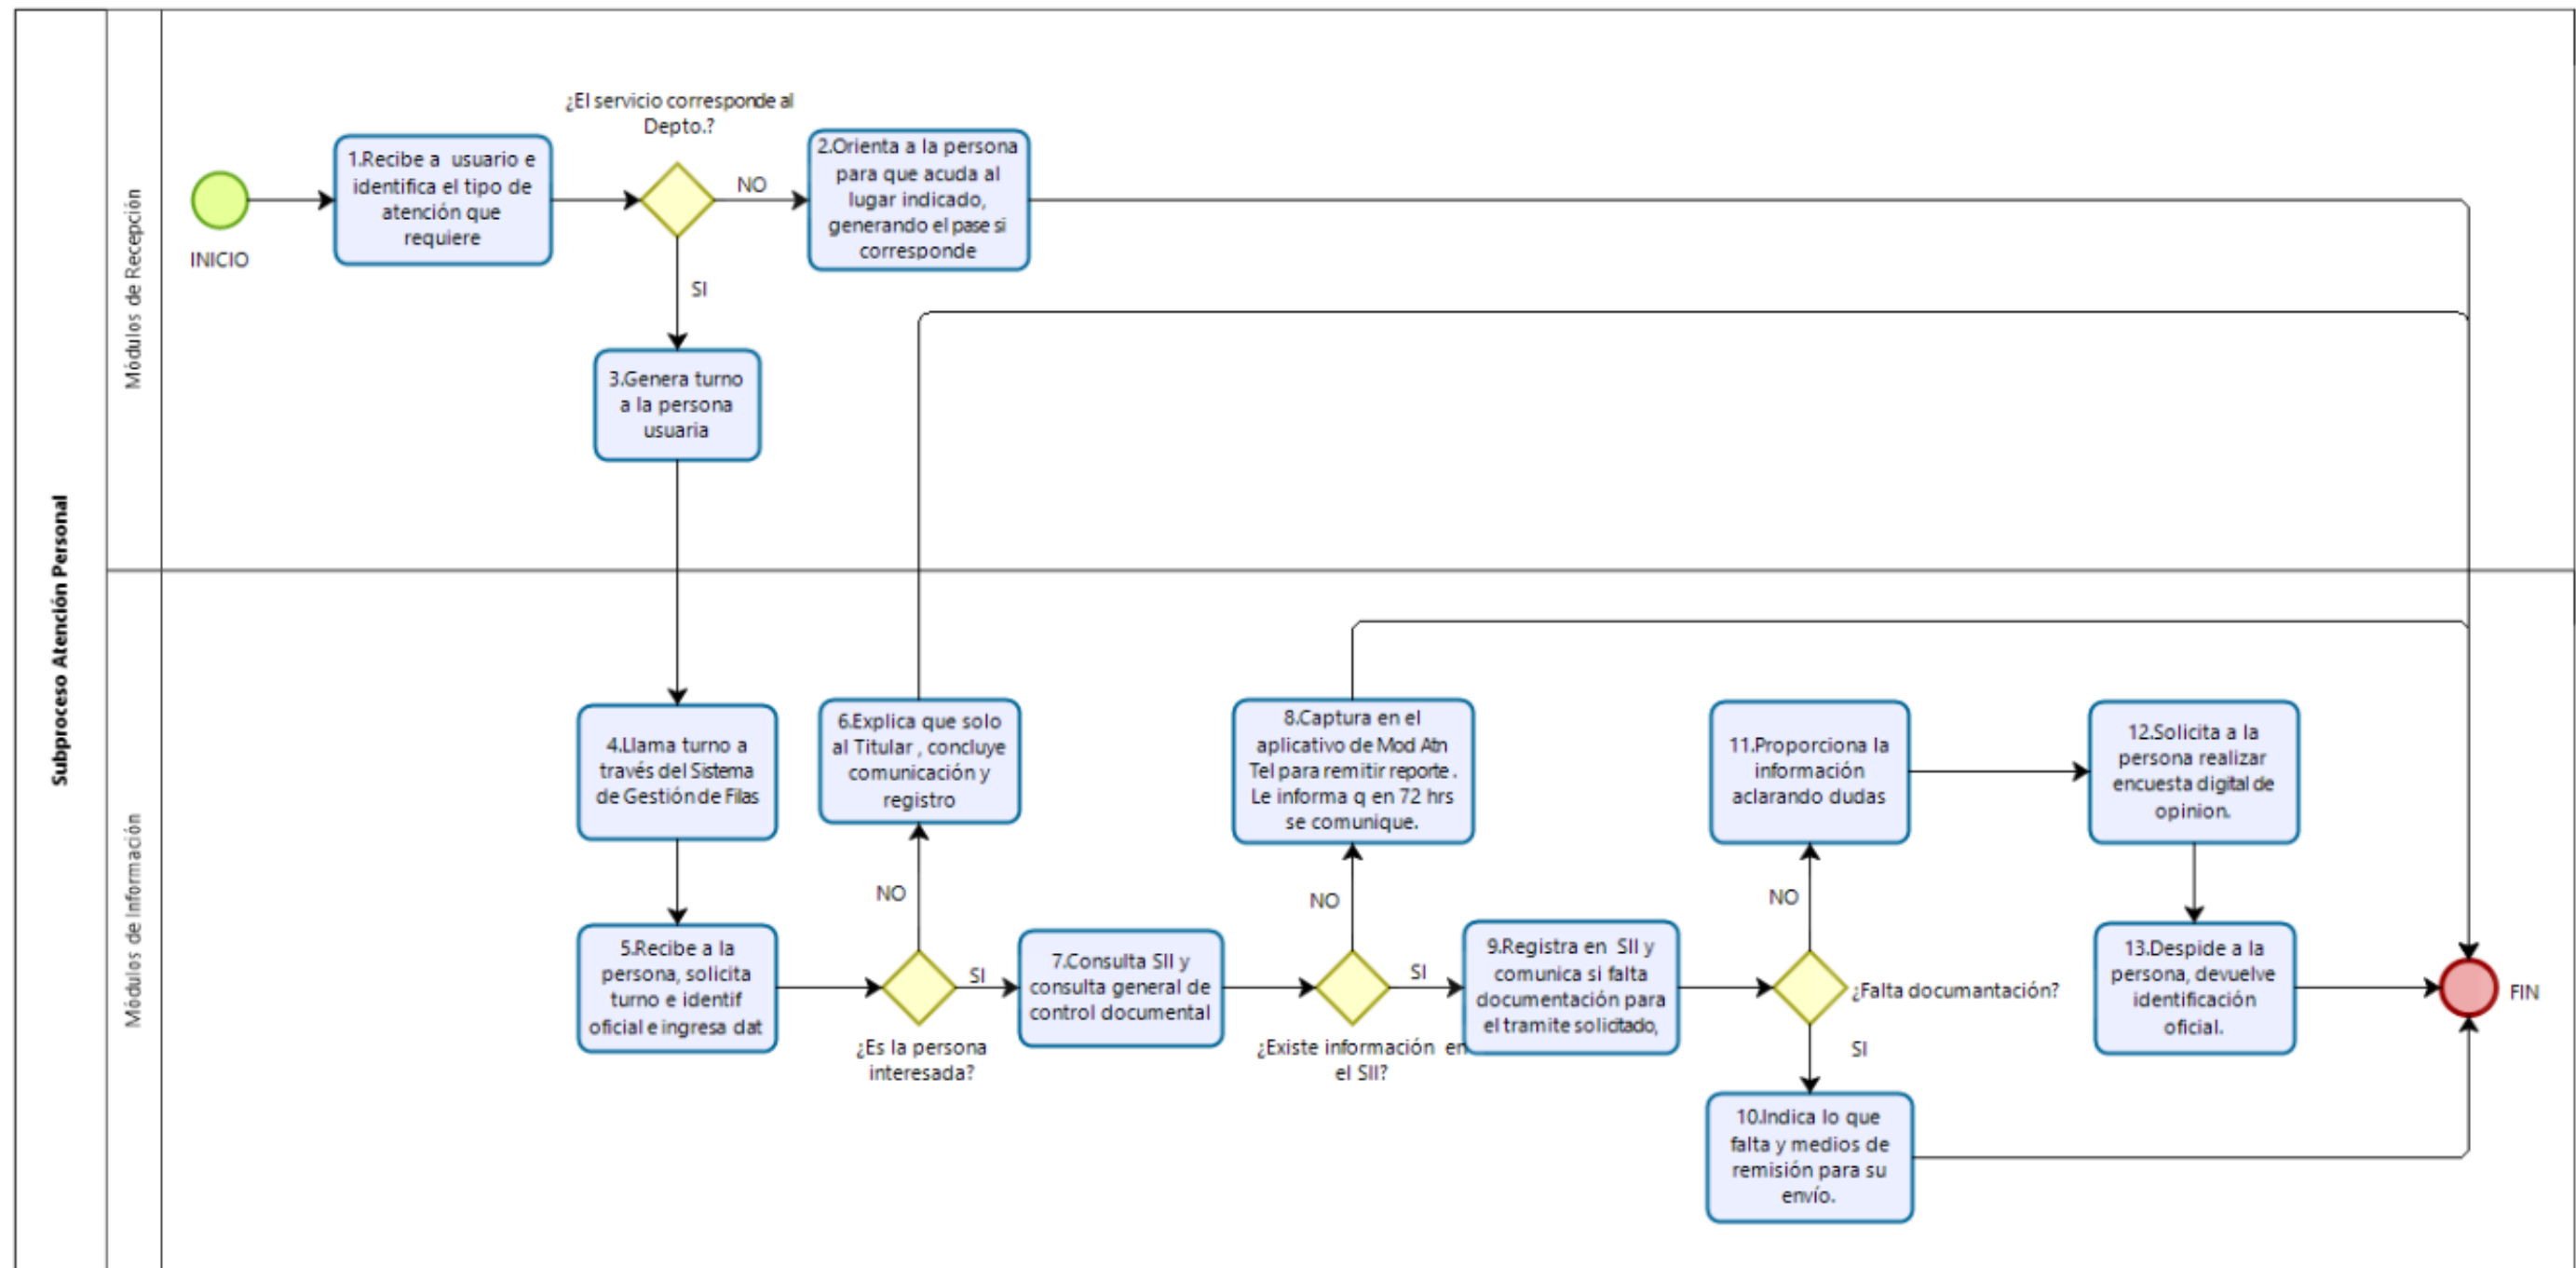 Subproceso Atención Personal
Módulos de Recepción
INICIO
1.Recibe a usuario e
identifica el tipo de
atención que
requiere
¿El servicio corresponde al
Depto.?
NO
SI
2.Orienta a la persona
para que acuda al
lugar indicado,
generando el pase si
corresponde
3.Genera turno
a la persona
usuaria
Módulos de Información
4.Llama turno a
través del Sistema
de Gestión de Filas
5.Recibe a la
persona, solicita
turno e identif
oficial e ingresa dat
¿Es la persona
interesada?
NO
SI
6.Explica que solo
al Titular , concluye
comunicación y
registro
7.Consulta SII y
consulta general de
control documental
¿Existe información en
el SII?
NO
SI
8.Captura en el
aplicativo de Mod Atn
Tel para remitir reporte .
Le informa q en 72 hrs
se comunique.
9.Registra en SII y
comunica si falta
documentación para
el tramite solicitado,
¿Falta documantación?
NO
SI
10.Indica lo que
falta y medios de
remisión para su
envío.
11.Proporciona la
información
aclarando dudas
12.Solicita a la
persona realizar
encuesta digital de
opinion.
13.Despide a la
persona, devuelve
identificación
oficial.
FIN